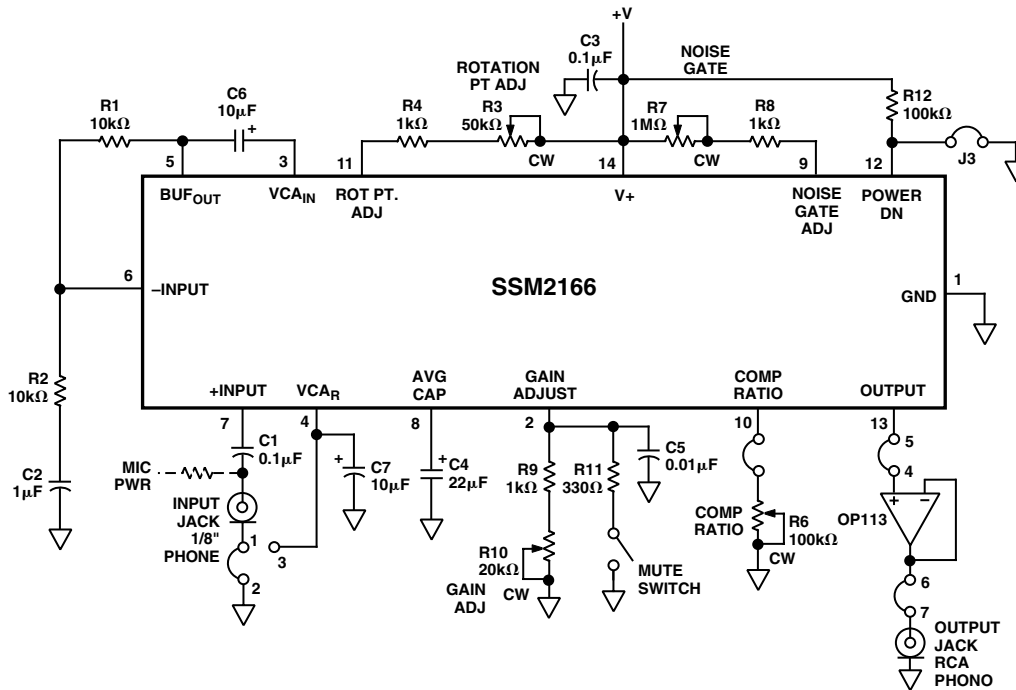 +V
C3
0.1µF
NOISE
GATE
ROTATION
PT ADJ
R1
10kΩ
C6
10µF
+
R4
1kΩ
R3
50kΩ
CW
R7
1MΩ
CW
R8
1kΩ
R12
100kΩ
J3
5
3
11
14
9
12
BUFOUT
VCAIN
ROT PT.
ADJ
V+
NOISE
GATE
ADJ
POWER
DN
6
–INPUT
SSM2166
1
GND
R2
10kΩ
C2
1µF
+INPUT
VCAR
AVG
CAP
GAIN
ADJUST
COMP
RATIO
OUTPUT
7
4
8
2
10
13
C1
0.1µF
MIC
PWR
INPUT
JACK
1/8"
PHONE
1
2
3
+
C7
10µF
+
C4
22µF
R9
1kΩ
R11
330Ω
C5
0.01µF
R10
20kΩ
GAIN
ADJ
CW
MUTE
SWITCH
COMP
RATIO
R6
100kΩ
CW
5
4
+
–
OP113
6
7
OUTPUT
JACK
RCA
PHONO